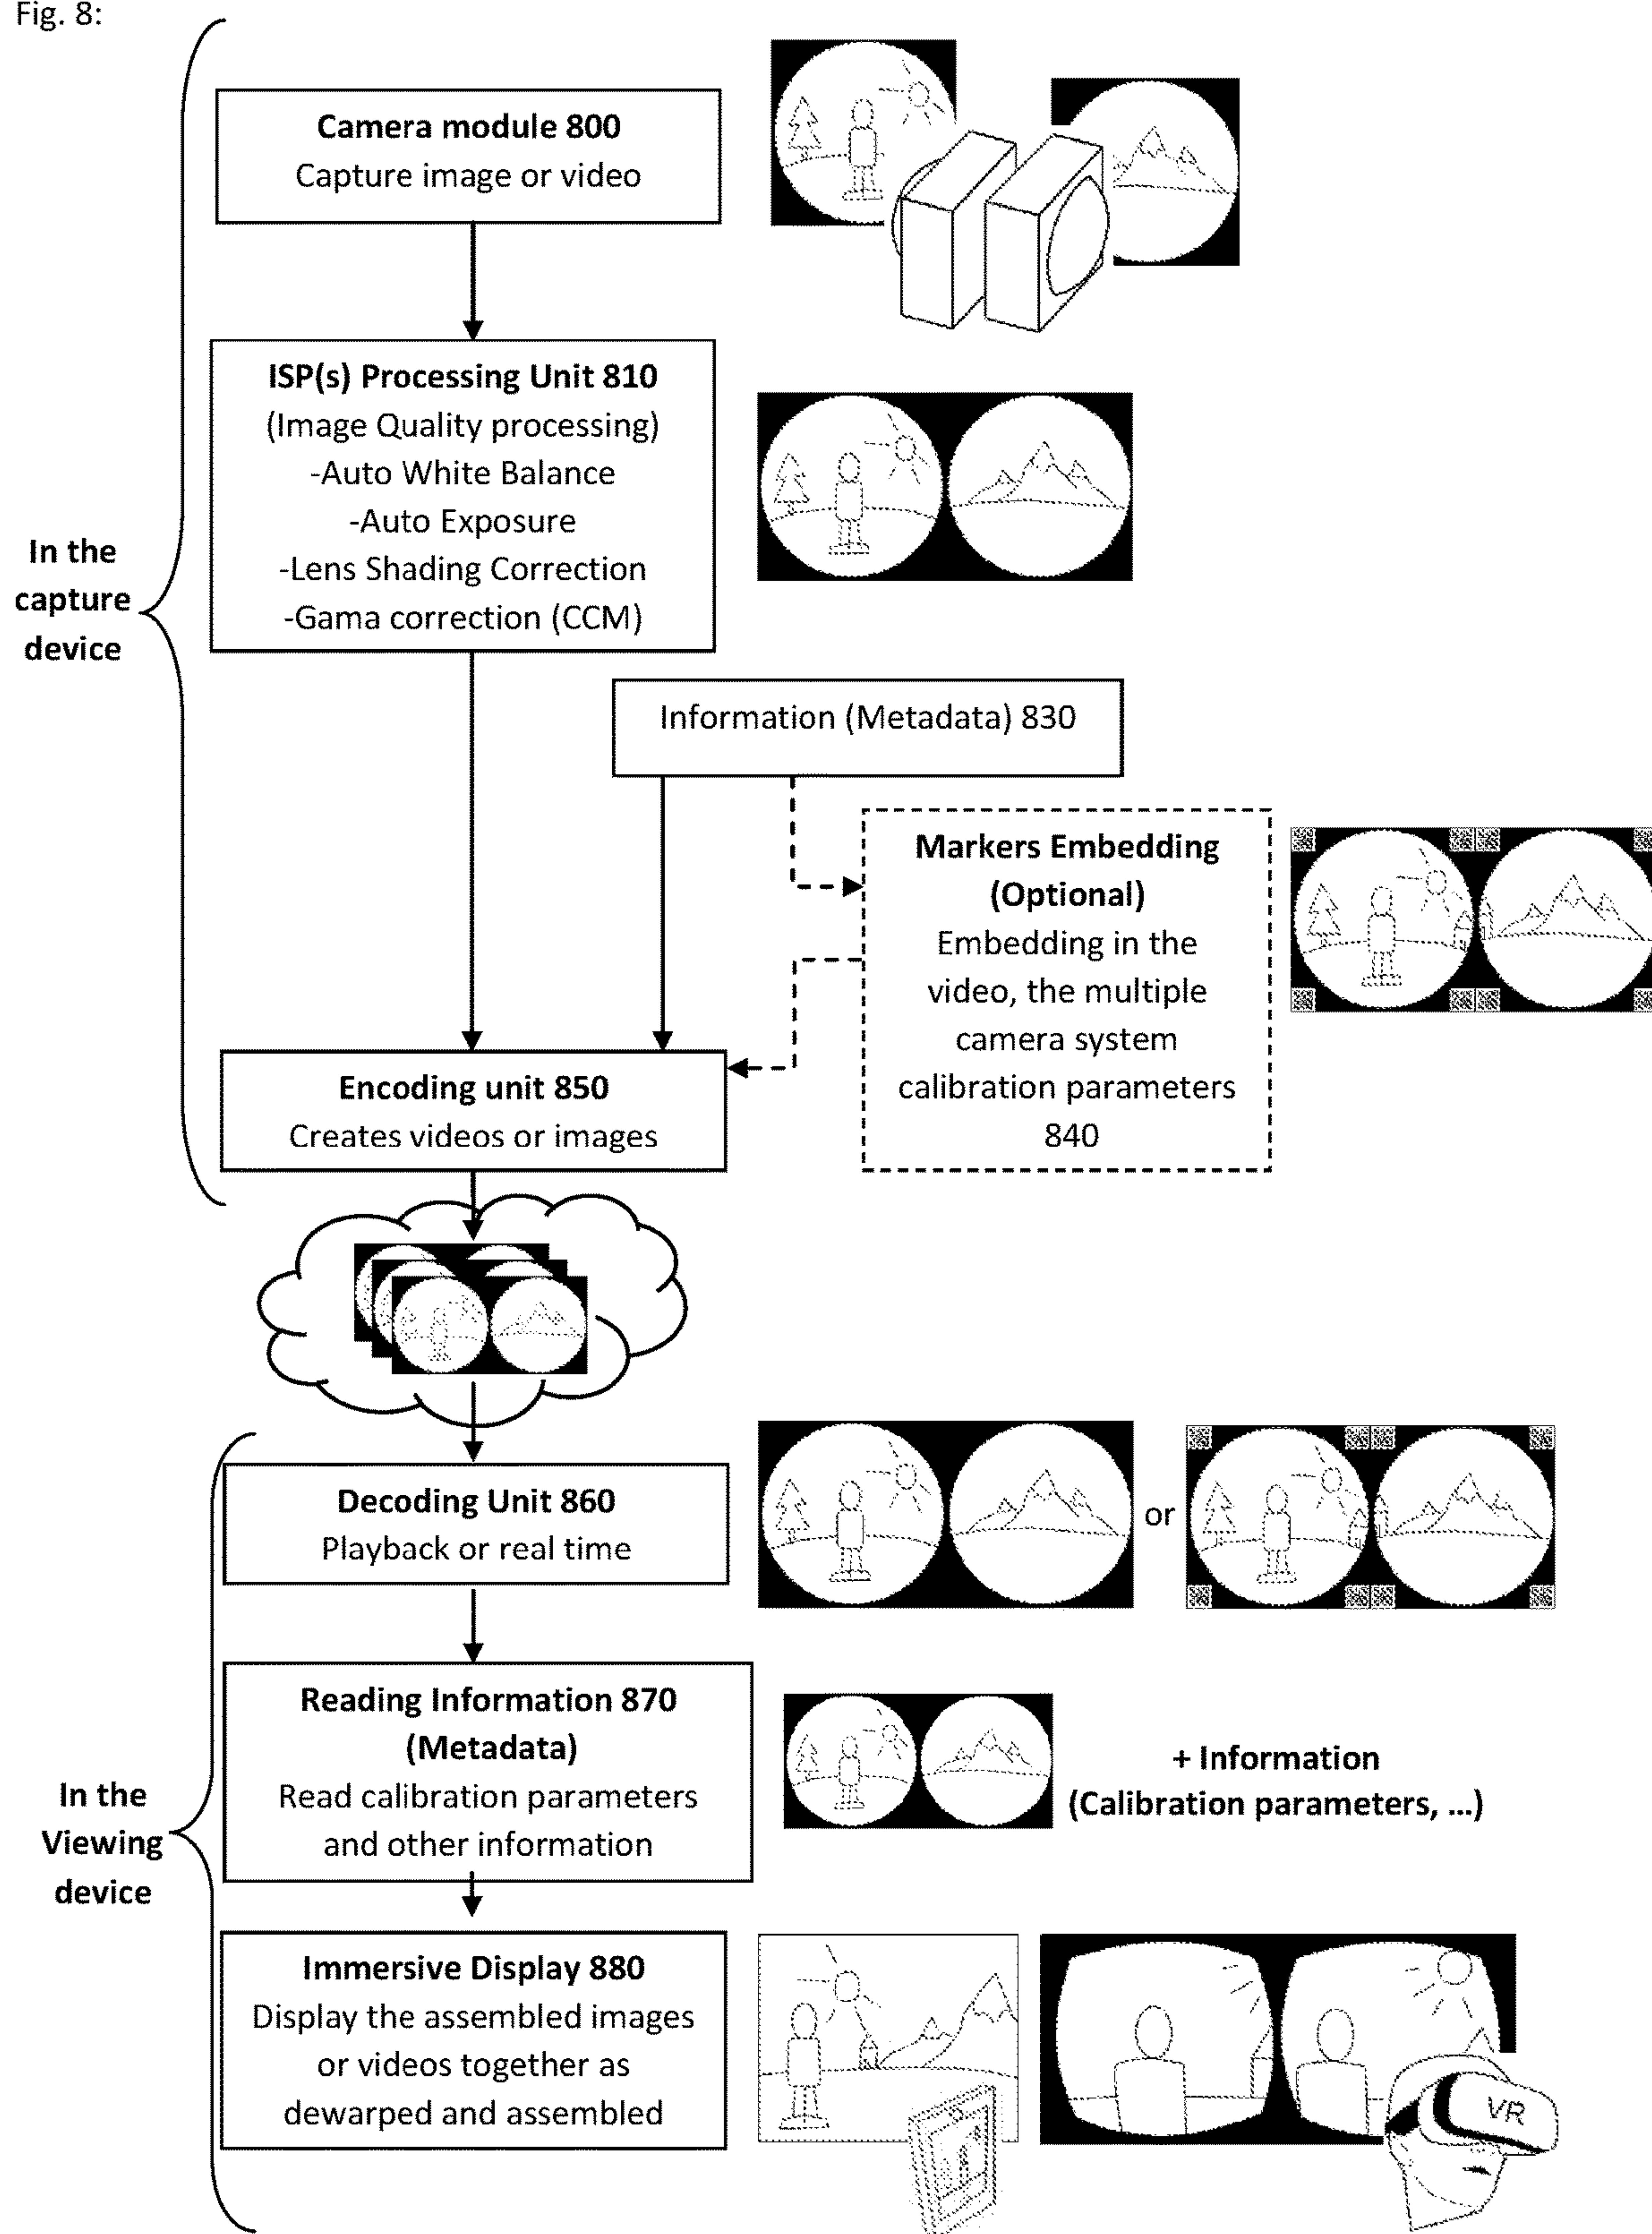 Fig. 8:
Camera module 800
Capture image or video
ISP(s) Processing Unit 810
(Image Quality processing)
-Auto White Balance
-Auto Exposure
-Lens Shading Correction
-Gama correction (CCM)
In the
capture
device
Information (Metadata) 830
Markers Embedding
(Optional)
Embedding in the
video, the multiple
camera system
calibration parameters
840
Encoding unit 850
Creates videos or images
Decoding Unit 860
Playback or real time
or
Reading Information 870
(Metadata)
Read calibration parameters
and other information
+ Information
(Calibration parameters, ...)
In the
Viewing
device
Immersive Display 880
Display the assembled images
or videos together as
dewarped and assembled
VR